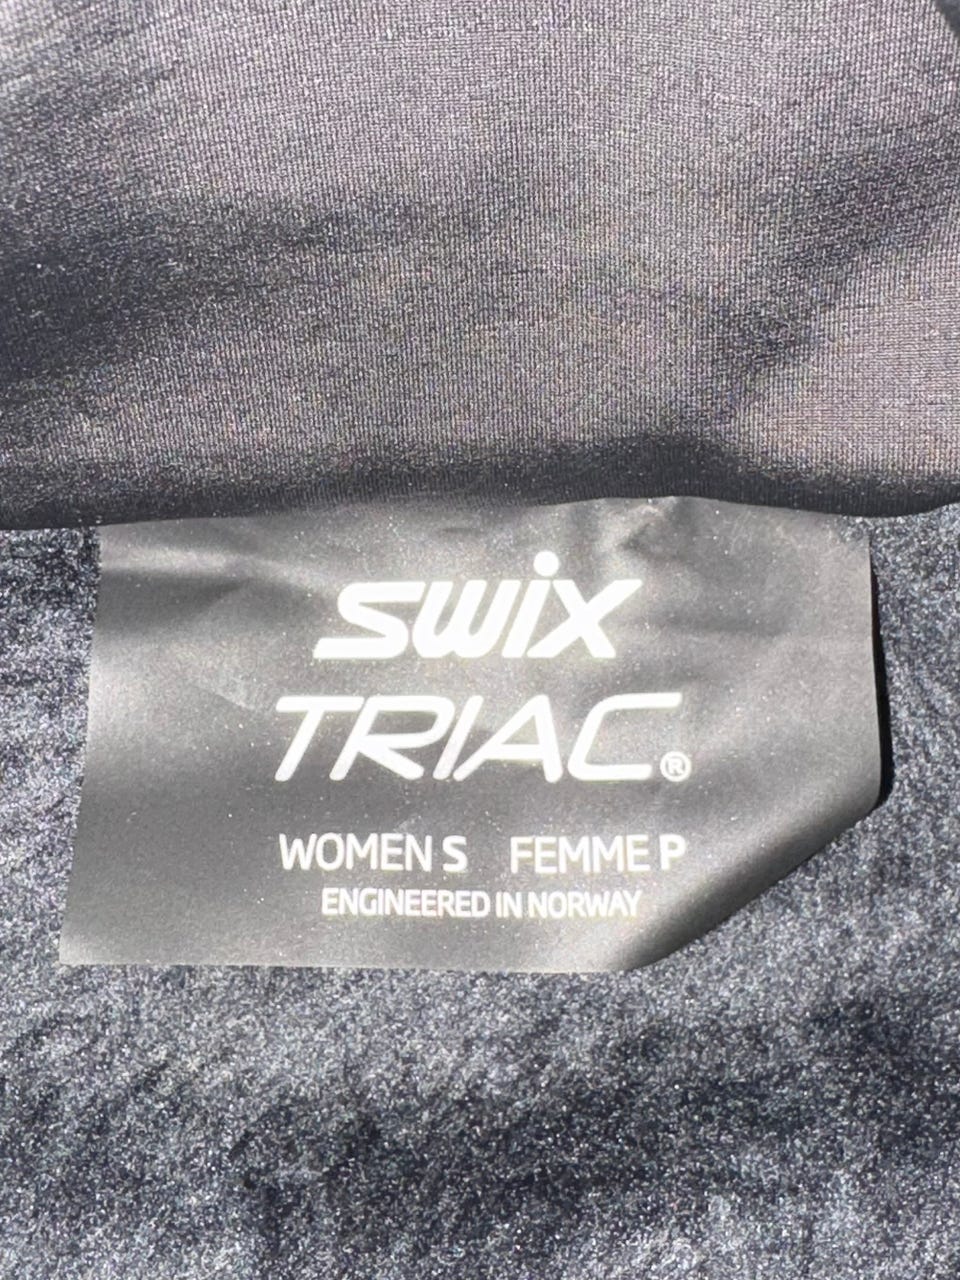 swix
TRIAC®
WOMEN S FEMME P
ENGINEERED IN NORWAY